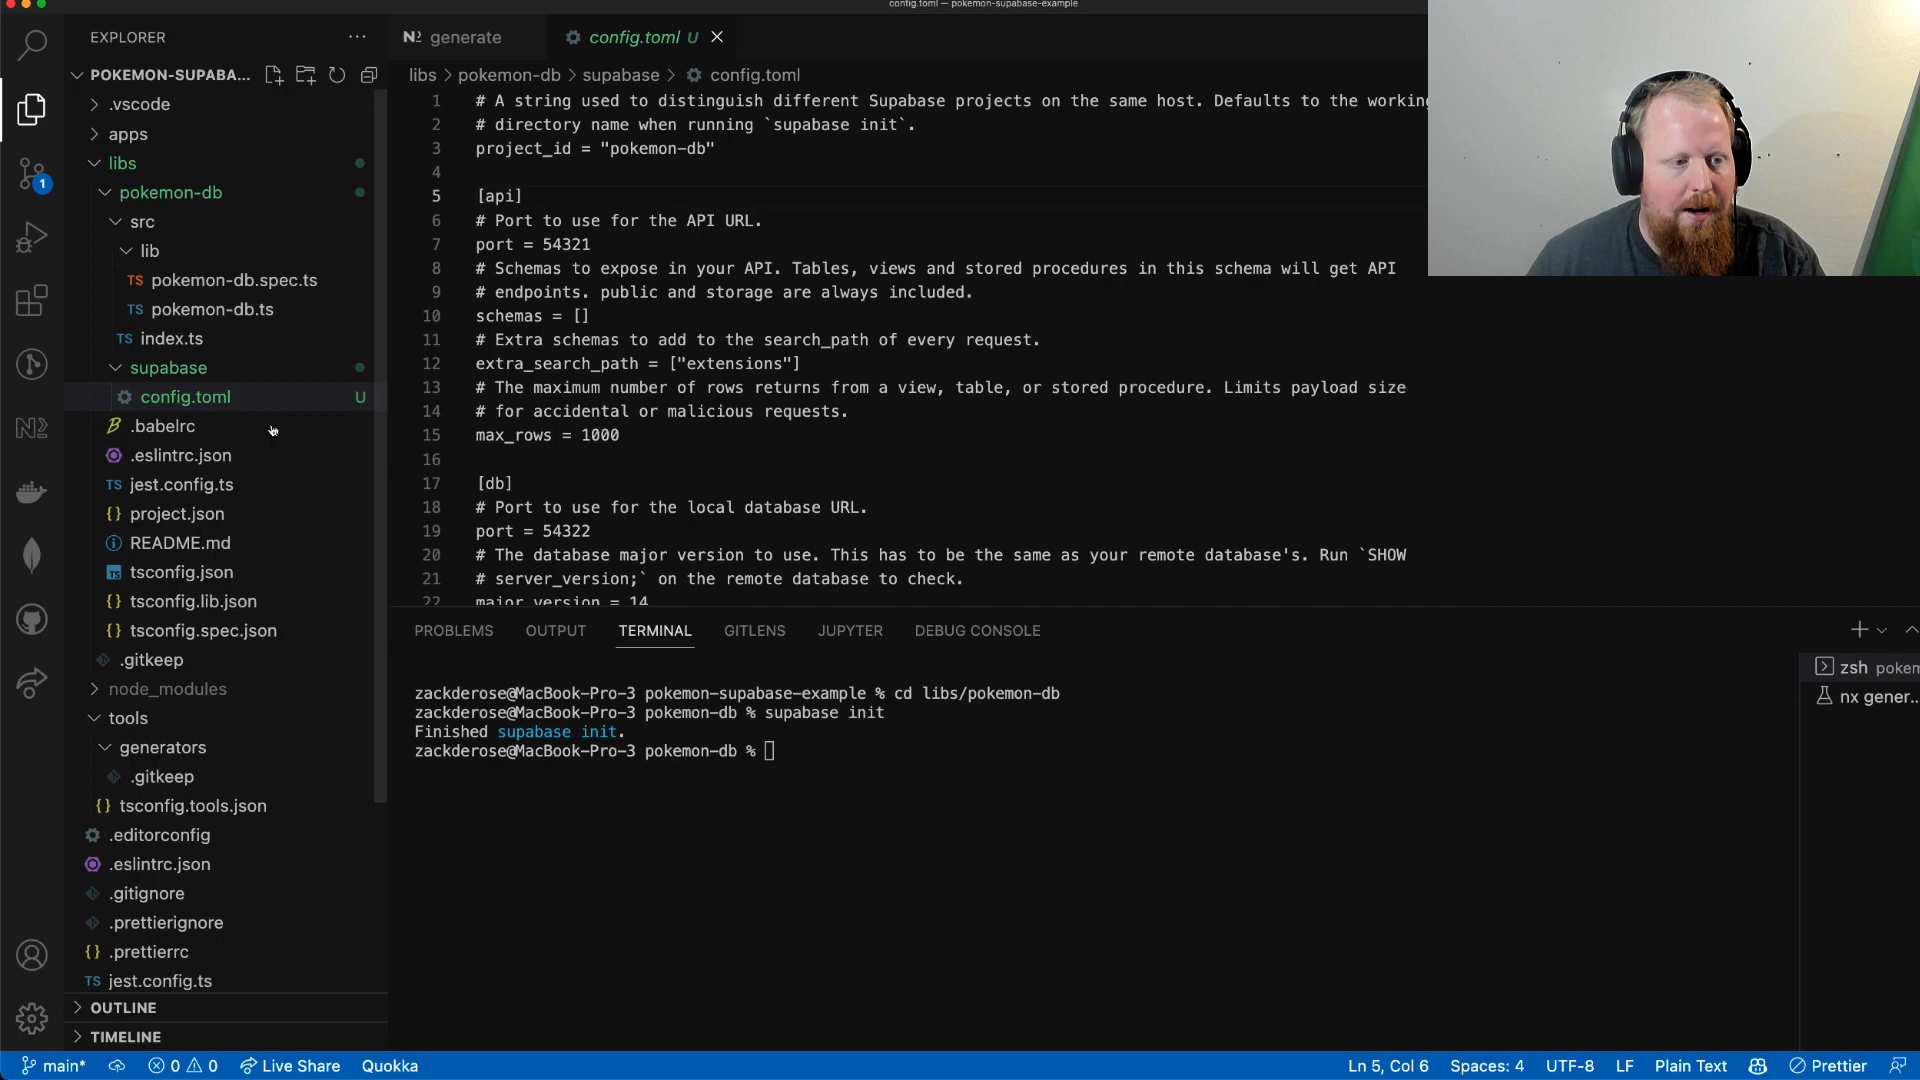 config.toml — pokemon-supabase-example
EXPLORER
POKEMON-SUPABA...
.vscode
apps
libs
pokemon-db
src
lib
TS pokemon-db.spec.ts
TS pokemon-db.ts
TS index.ts
supabase
config.toml U
.babelrc
.eslintrc.json
TS jest.config.ts
{} project.json
README.md
TS tsconfig.json
{} tsconfig.lib.json
{} tsconfig.spec.json
.gitkeep
node_modules
tools
generators
.gitkeep
{} tsconfig.tools.json
.editorconfig
.eslintrc.json
.gitignore
.prettierignore
{} .prettierrc
TS jest.config.ts
OUTLINE
TIMELINE
1
generate
config.toml U
libs > pokemon-db > supabase > config.toml
1 # A string used to distinguish different Supabase projects on the same host. Defaults to the working
2 # directory name when running `supabase init`.
3 project_id = "pokemon-db"
4
5 [api]
6 # Port to use for the API URL.
7 port = 54321
8 # Schemas to expose in your API. Tables, views and stored procedures in this schema will get API
9 # endpoints. public and storage are always included.
10 schemas = []
11 # Extra schemas to add to the search_path of every request.
12 extra_search_path = ["extensions"]
13 # The maximum number of rows returns from a view, table, or stored procedure. Limits payload size
14 # for accidental or malicious requests.
15 max_rows = 1000
16
17 [db]
18 # Port to use for the local database URL.
19 port = 54322
20 # The database major version to use. This has to be the same as your remote database's. Run `SHOW
21 # server_version;` on the remote database to check.
22 major_version = 14
PROBLEMS OUTPUT TERMINAL GITLENS JUPYTER DEBUG CONSOLE
zackderose@MacBook-Pro-3 pokemon-supabase-example % cd libs/pokemon-db
zackderose@MacBook-Pro-3 pokemon-db % supabase init
Finished supabase init.
zackderose@MacBook-Pro-3 pokemon-db %
zsh pokem
nx gener...
main* 0 0 Live Share Quokka Ln 5, Col 6 Spaces: 4 UTF-8 LF Plain Text Prettier